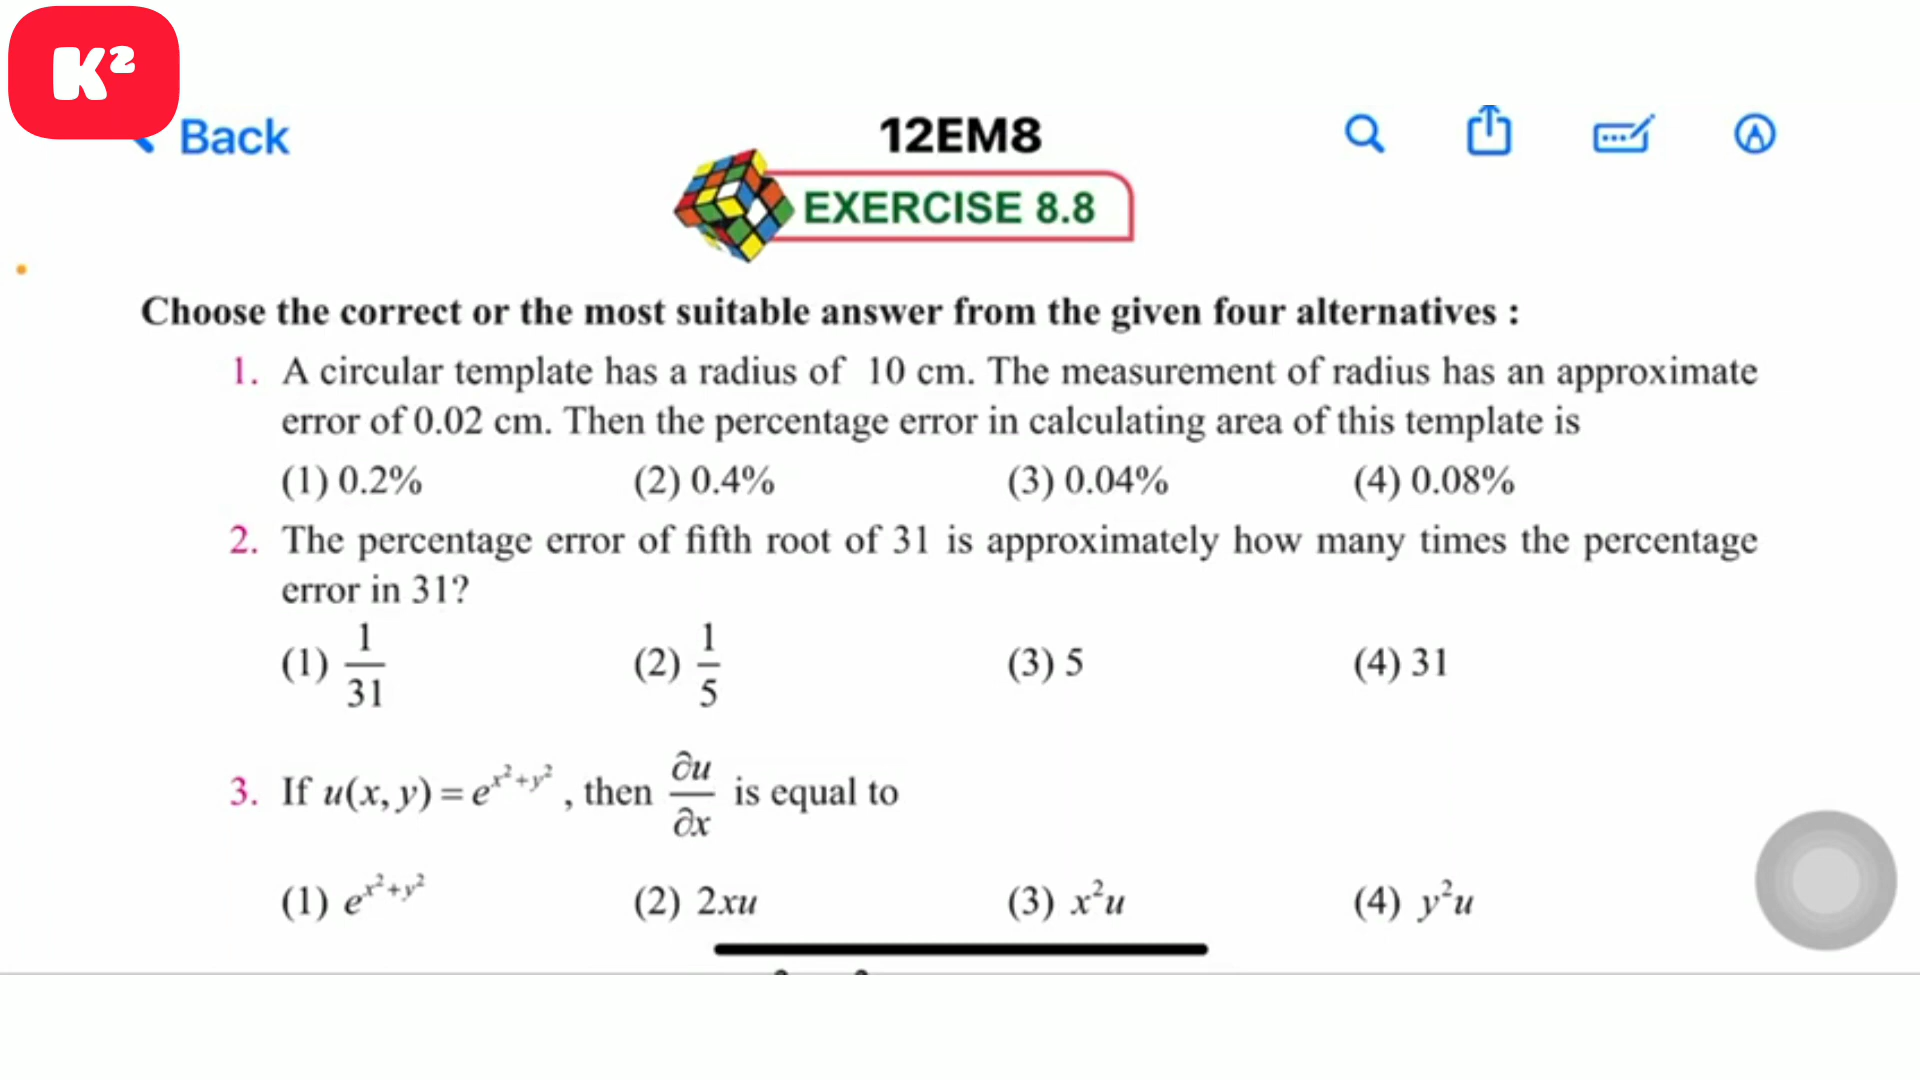 K²
Back
12EM8
EXERCISE 8.8
Choose the correct or the most suitable answer from the given four alternatives :
1. A circular template has a radius of 10 cm. The measurement of radius has an approximate
error of 0.02 cm. Then the percentage error in calculating area of this template is
(1) 0.2% (2) 0.4% (3) 0.04% (4) 0.08%
2. The percentage error of fifth root of 31 is approximately how many times the percentage
error in 31?
(1) 1/31 (2) 1/5 (3) 5 (4) 31
3. If u(x, y) = e^{x²+y²}, then ∂u/∂x is equal to
(1) e^{x²+y²} (2) 2xu (3) x²u (4) y²u